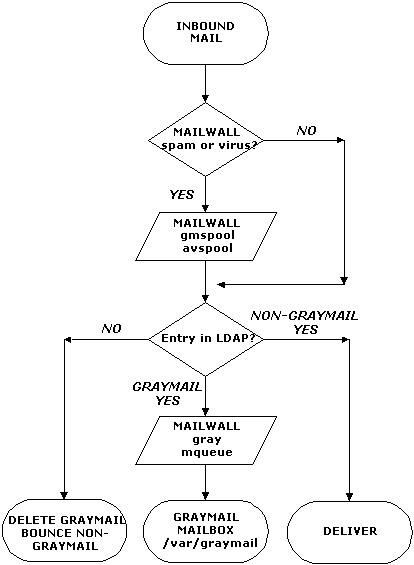 INBOUND
MAIL
MAILWALL
spam or virus?
NO
YES
MAILWALL
gmspool
avspool
NON-GRAYMAIL
YES
NO
Entry in LDAP?
GRAYMAIL
YES
MAILWALL
gray
mqueue
DELETE GRAYMAIL
BOUNCE NON-
GRAYMAIL
GRAYMAIL
MAILBOX
/var/graymail
DELIVER